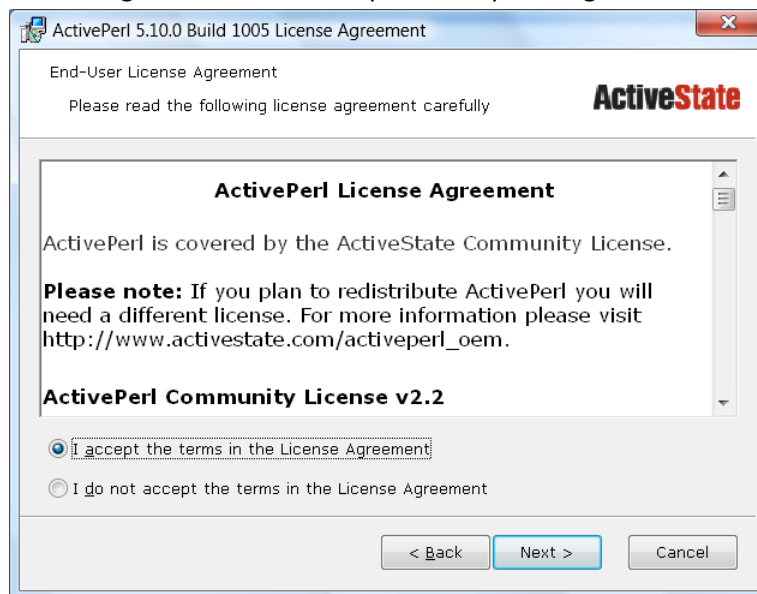 ActivePerl 5.10.0 Build 1005 License Agreement
End-User License Agreement
Please read the following license agreement carefully
ActiveState
ActivePerl License Agreement
ActivePerl is covered by the ActiveState Community License.
Please note: If you plan to redistribute ActivePerl you will
need a different license. For more information please visit
http://www.activestate.com/activeperl_oem.
ActivePerl Community License v2.2
I accept the terms in the License Agreement
I do not accept the terms in the License Agreement
< Back
Next >
Cancel